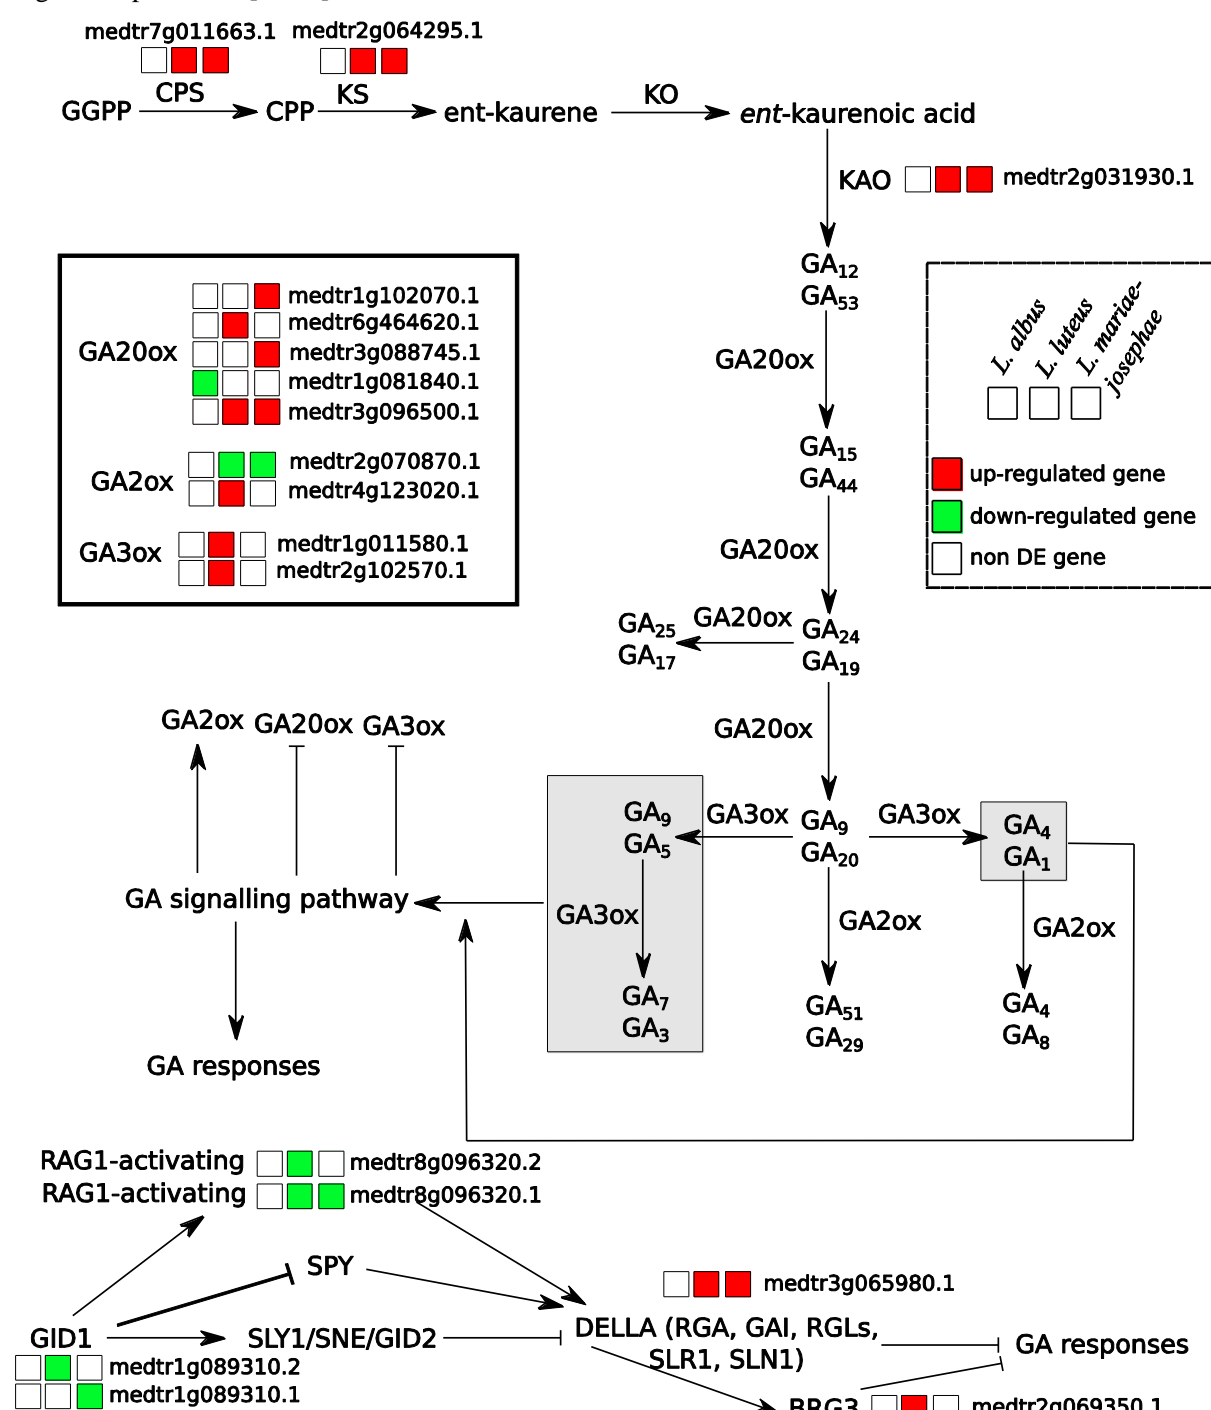 medtr7g011663.1 medtr2g064295.1
CPS KS KO
GGPP CPP ent-kaurene ent-kaurenoic acid
KAO medtr2g031930.1
GA12
GA53
GA20ox
GA15
GA44
GA20ox
GA24
GA19
GA20ox
GA25
GA17
GA20ox
GA20ox
medtr1g102070.1
medtr6g464620.1
medtr3g088745.1
medtr1g081840.1
medtr3g096500.1
GA2ox
medtr2g070870.1
medtr4g123020.1
GA3ox
medtr1g011580.1
medtr2g102570.1
L. albus
L. luteus
L. mariae-
josephae
up-regulated gene
down-regulated gene
non DE gene
GA2ox GA20ox GA3ox
GA signalling pathway
GA responses
GA9
GA5
GA3ox
GA7
GA3
GA3ox
GA9
GA20
GA3ox
GA4
GA1
GA2ox
GA51
GA29
GA2ox
GA4
GA8
RAG1-activating medtr8g096320.2
RAG1-activating medtr8g096320.1
SPY
medtr3g065980.1
GID1 SLY1/SNE/GID2 DELLA (RGA, GAI, RGLs,
SLR1, SLN1)
GA responses
medtr1g089310.2
medtr1g089310.1
BRG3 medtr2g069350.1